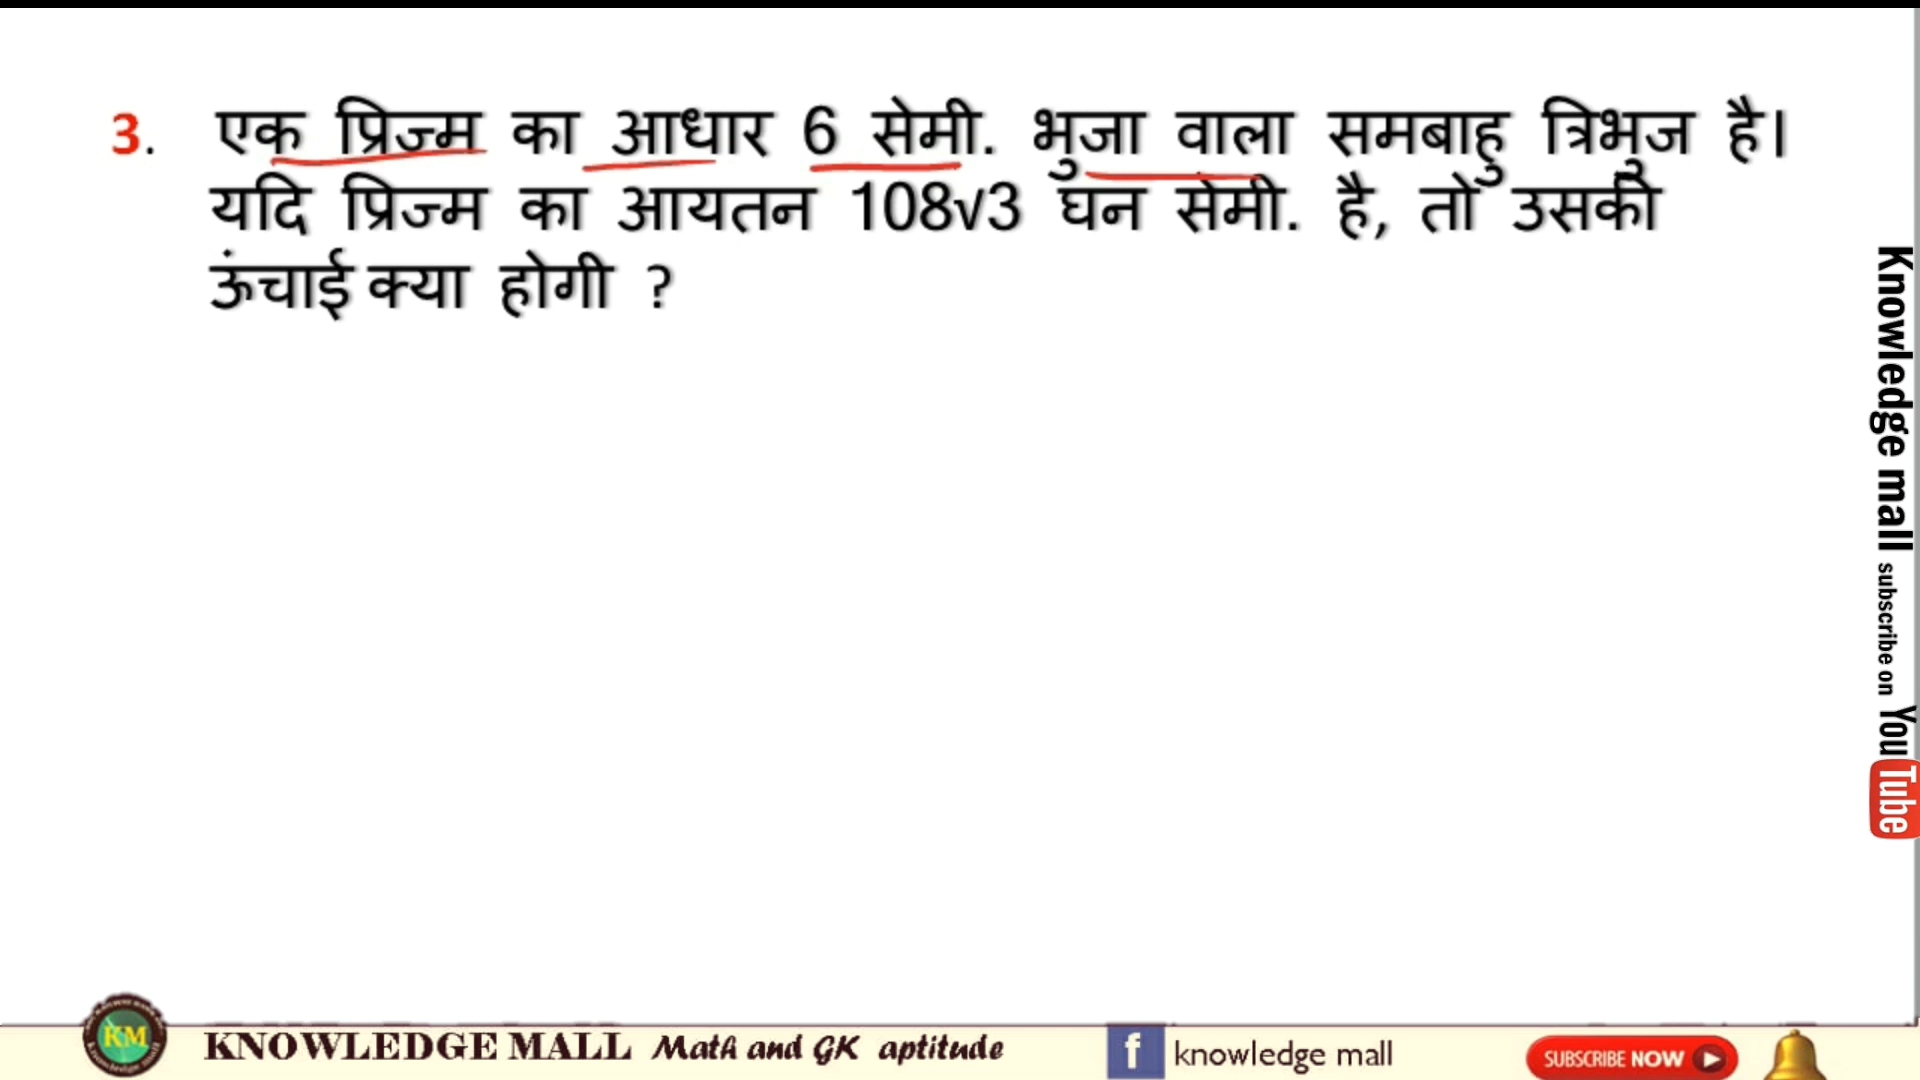 3. एक प्रिज्म का आधार 6 सेमी. भुजा वाला समबाहु त्रिभुज है।
यदि प्रिज्म का आयतन 108√3 घन सेमी. है, तो उसकी
ऊंचाई क्या होगी ?
Knowledge mall subscribe on YouTube
KM
KNOWLEDGE MALL Math and GK aptitude
f knowledge mall
SUBSCRIBE NOW